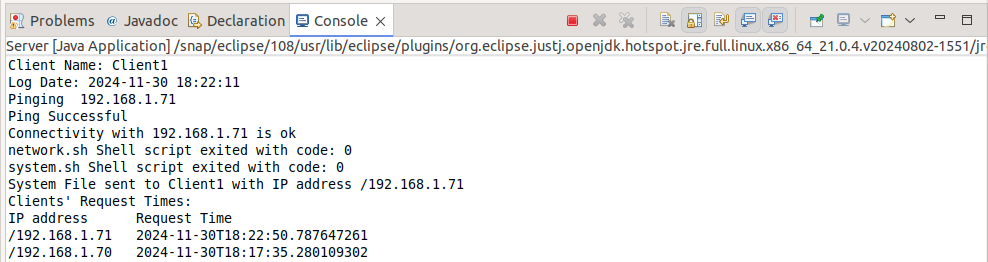 Problems @ Javadoc Declaration Console
Server [Java Application] /snap/eclipse/108/usr/lib/eclipse/plugins/org.eclipse.justj.openjdk.hotspot.jre.full.linux.x86_64_21.0.4.v20240802-1551/jr
Client Name: Client1
Log Date: 2024-11-30 18:22:11
Pinging  192.168.1.71
Ping Successful
Connectivity with 192.168.1.71 is ok
network.sh Shell script exited with code: 0
system.sh Shell script exited with code: 0
System File sent to Client1 with IP address /192.168.1.71
Clients' Request Times:
IP address      Request Time
/192.168.1.71   2024-11-30T18:22:50.787647261
/192.168.1.70   2024-11-30T18:17:35.280109302